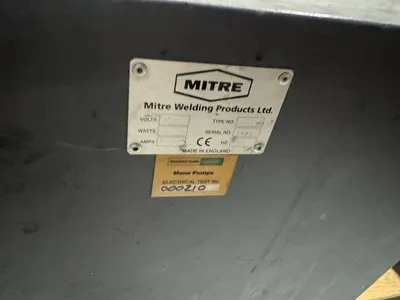 MITRE
Mitre Welding Products Ltd.
VOLTS TYPE NO
WATTS SERIAL NO
AMPS CE HZ
MADE IN ENGLAND
Mono Pumps
ELECTRICAL TEST No.
000210